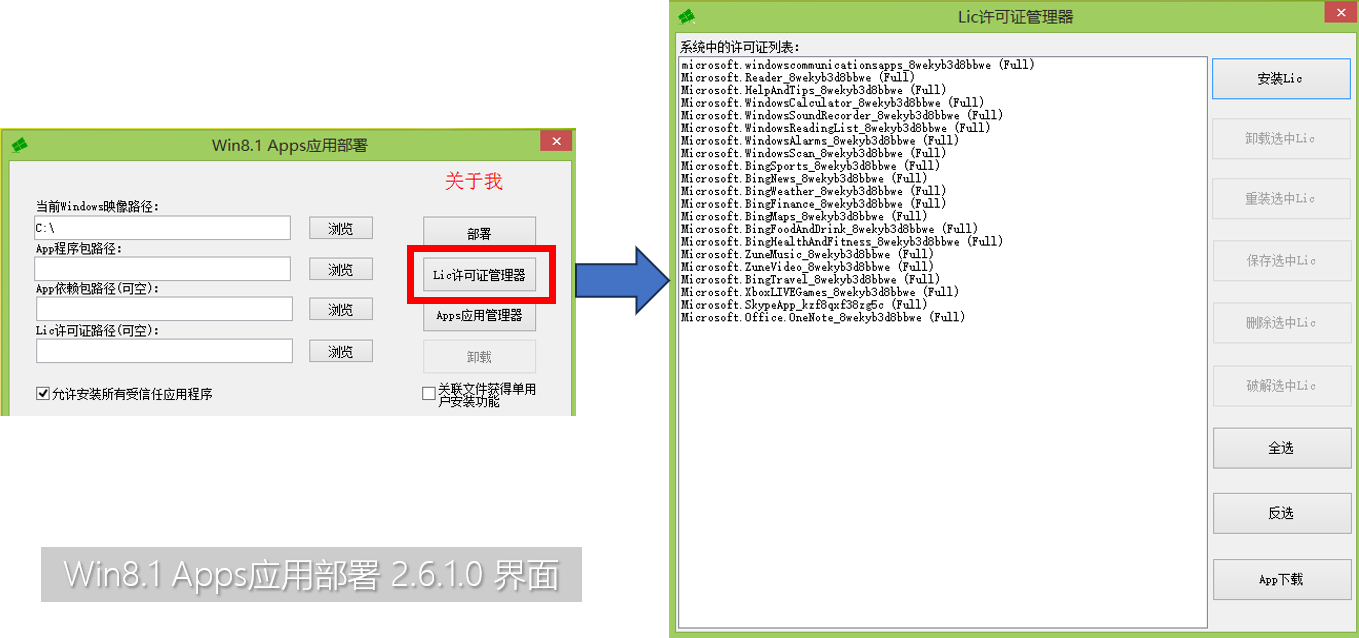 Win8.1 Apps应用部署
关于我
当前Windows映像路径:
C:\
浏览
部署
App程序包路径:
浏览
Lic许可证管理器
App依赖包路径(可空):
浏览
Apps应用管理器
Lic许可证路径(可空):
浏览
卸载
允许安装所有受信任应用程序
关联文件获得单用
户安装功能
Win8.1 Apps应用部署 2.6.1.0 界面
Lic许可证管理器
系统中的许可证列表:
microsoft.windowscommunicationsapps_8wekyb3d8bbwe (Full)
Microsoft.Reader_8wekyb3d8bbwe (Full)
Microsoft.HelpAndTips_8wekyb3d8bbwe (Full)
Microsoft.WindowsCalculator_8wekyb3d8bbwe (Full)
Microsoft.WindowsSoundRecorder_8wekyb3d8bbwe (Full)
Microsoft.WindowsReadingList_8wekyb3d8bbwe (Full)
Microsoft.WindowsAlarms_8wekyb3d8bbwe (Full)
Microsoft.WindowsScan_8wekyb3d8bbwe (Full)
Microsoft.BingSports_8wekyb3d8bbwe (Full)
Microsoft.BingNews_8wekyb3d8bbwe (Full)
Microsoft.BingWeather_8wekyb3d8bbwe (Full)
Microsoft.BingFinance_8wekyb3d8bbwe (Full)
Microsoft.BingMaps_8wekyb3d8bbwe (Full)
Microsoft.BingFoodAndDrink_8wekyb3d8bbwe (Full)
Microsoft.BingHealthAndFitness_8wekyb3d8bbwe (Full)
Microsoft.ZuneMusic_8wekyb3d8bbwe (Full)
Microsoft.ZuneVideo_8wekyb3d8bbwe (Full)
Microsoft.BingTravel_8wekyb3d8bbwe (Full)
Microsoft.XboxLIVEGames_8wekyb3d8bbwe (Full)
Microsoft.SkypeApp_kzf8qxf38zg5c (Full)
Microsoft.Office.OneNote_8wekyb3d8bbwe (Full)
安装Lic
卸载选中Lic
重装选中Lic
保存选中Lic
删除选中Lic
破解选中Lic
全选
反选
App下载